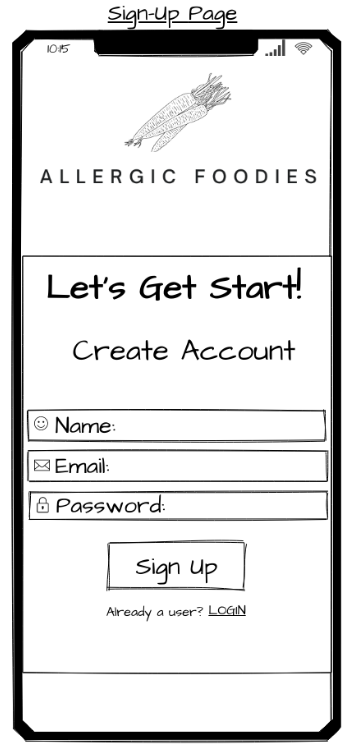 Sign-Up Page
10:15
ALLERGIC FOODIES
Let's Get Start!
Create Account
Name:
Email:
Password:
Sign Up
Already a user? LOGIN